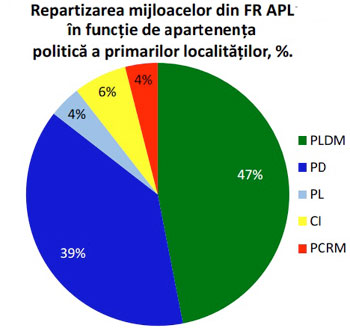 Repartizarea mijloacelor din FR APL
în funcție de apartenența
politică a primarilor localităților, %.
4%
6%
4%
47%
39%
PLDM
PD
PL
CI
PCRM